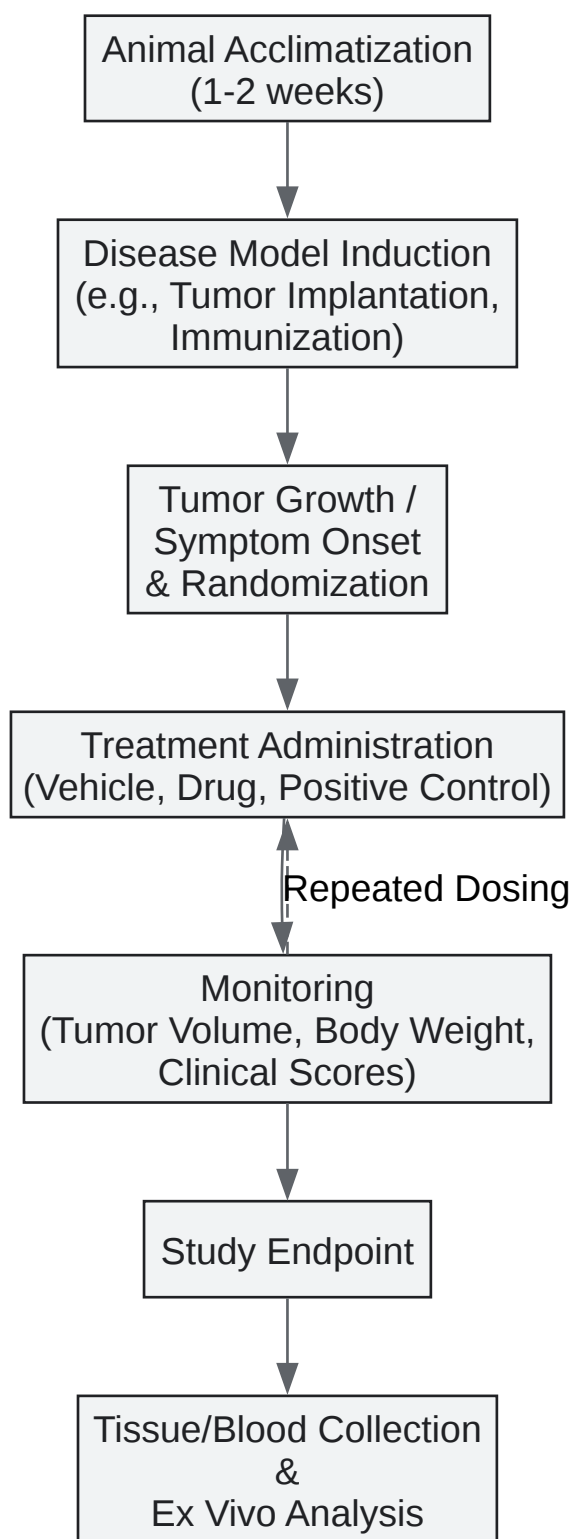 Animal Acclimatization
(1-2 weeks)
Disease Model Induction
(e.g., Tumor Implantation,
Immunization)
Tumor Growth /
Symptom Onset
& Randomization
Treatment Administration
(Vehicle, Drug, Positive Control)
Repeated Dosing
Monitoring
(Tumor Volume, Body Weight,
Clinical Scores)
Study Endpoint
Tissue/Blood Collection
&
Ex Vivo Analysis